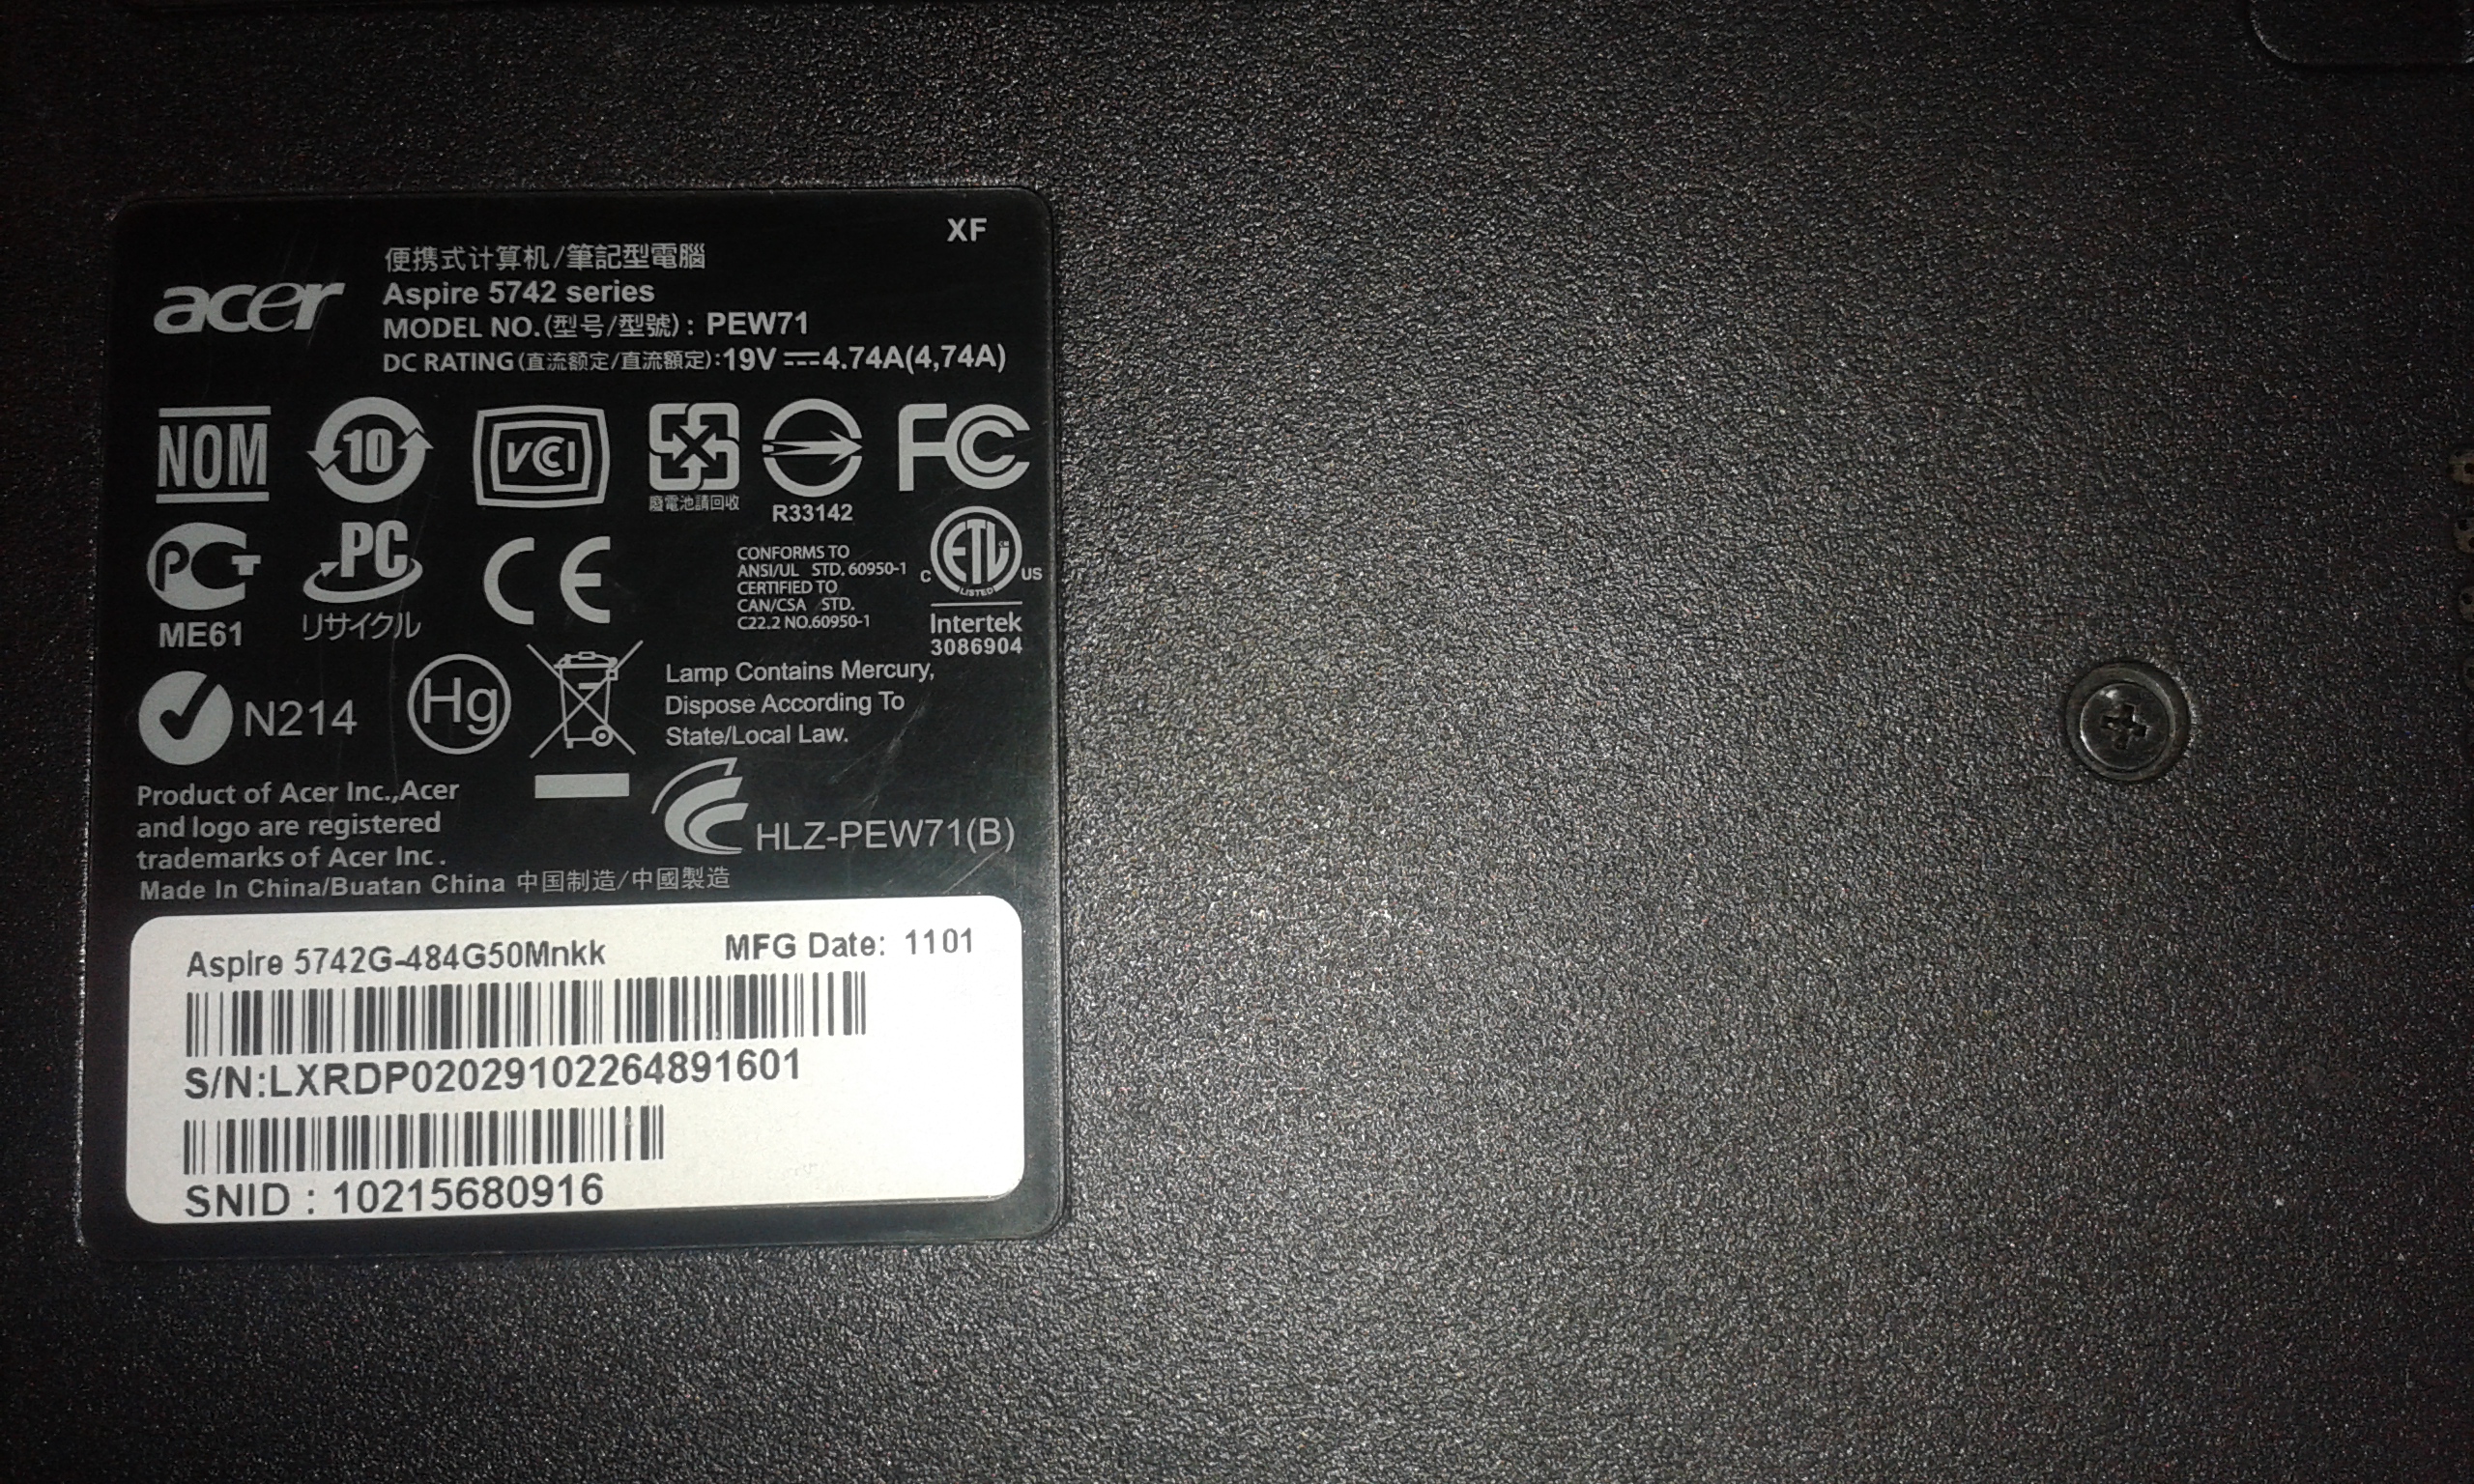 XF
便携式计算机/筆記型電腦
acer
Aspire 5742 series
MODEL NO.(型号/型號): PEW71
DC RATING(直流额定/直流額定):19V⎓4.74A(4,74A)
NOM
10
VCI
FC
廢電池請回收
R33142
PCT
ME61
PC
リサイクル
CE
CONFORMS TO
ANSI/UL STD. 60950-1
CERTIFIED TO
CAN/CSA STD.
C22.2 NO.60950-1
C ETL CM US
LISTED
Intertek
3086904
N214
Hg
Lamp Contains Mercury,
Dispose According To
State/Local Law.
Product of Acer Inc.,Acer
and logo are registered
trademarks of Acer Inc.
HLZ-PEW71(B)
Made In China/Buatan China 中国制造/中國製造
Aspire 5742G-484G50Mnkk
MFG Date: 1101
S/N:LXRDP02029102264891601
SNID : 10215680916